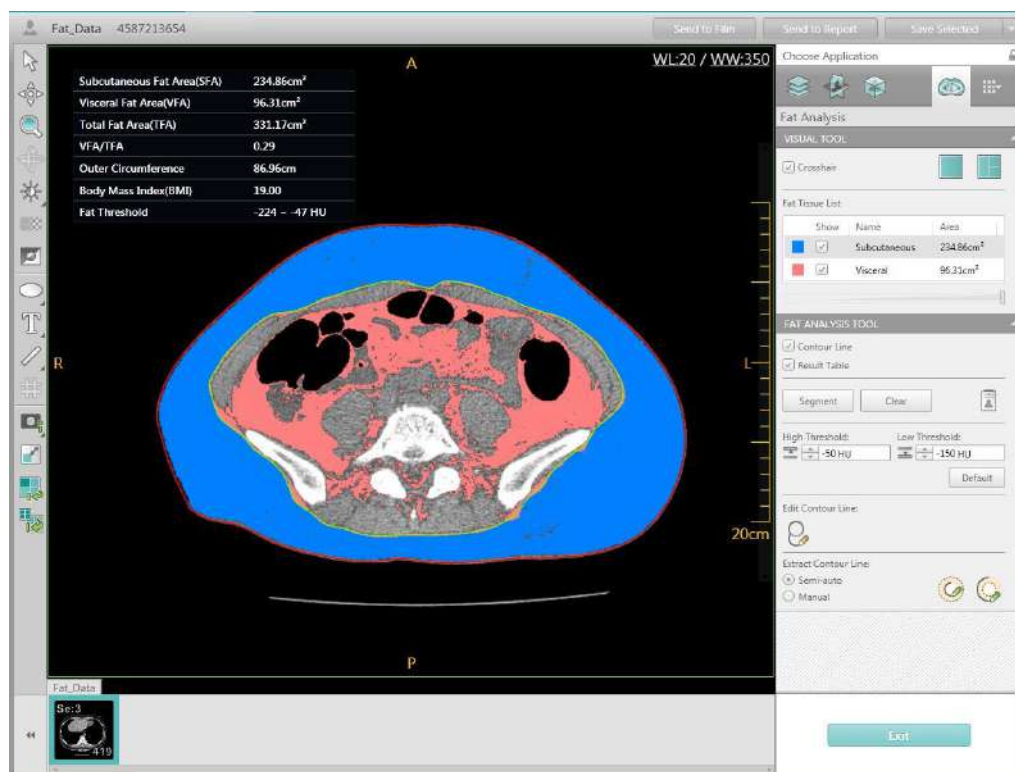 Fat_Data 4587213654
Send to Film
Send to Report
Save Selected
A
WL:20 / WW:350
Subcutaneous Fat Area(SFA) 234.86cm²
Visceral Fat Area(VFA) 96.31cm²
Total Fat Area(TFA) 331.17cm²
VFA/TFA 0.29
Outer Circumference 86.96cm
Body Mass Index(BMI) 19.00
Fat Threshold -224 ~ -47 HU
R
L
20cm
P
Choose Application
Fat Analysis
VISUAL TOOL
Crosshair
Fat Tissue List:
Show Name Area
Subcutaneous 234.86cm²
Visceral 96.31cm²
FAT ANALYSIS TOOL
Contour Line
Result Table
Segment Clear
High Threshold: Low Threshold:
-50 HU -150 HU
Default
Edit Contour Line:
Extract Contour Line:
Semi-auto
Manual
Fat_Data
Se:3
419
Exit